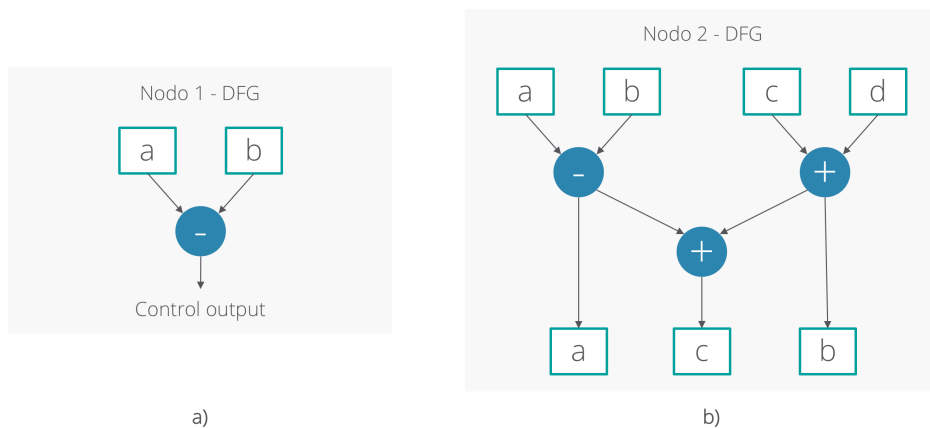 Nodo 1 - DFG
a b
-
Control output
a)
Nodo 2 - DFG
a b c d
- +
+
a c b
b)